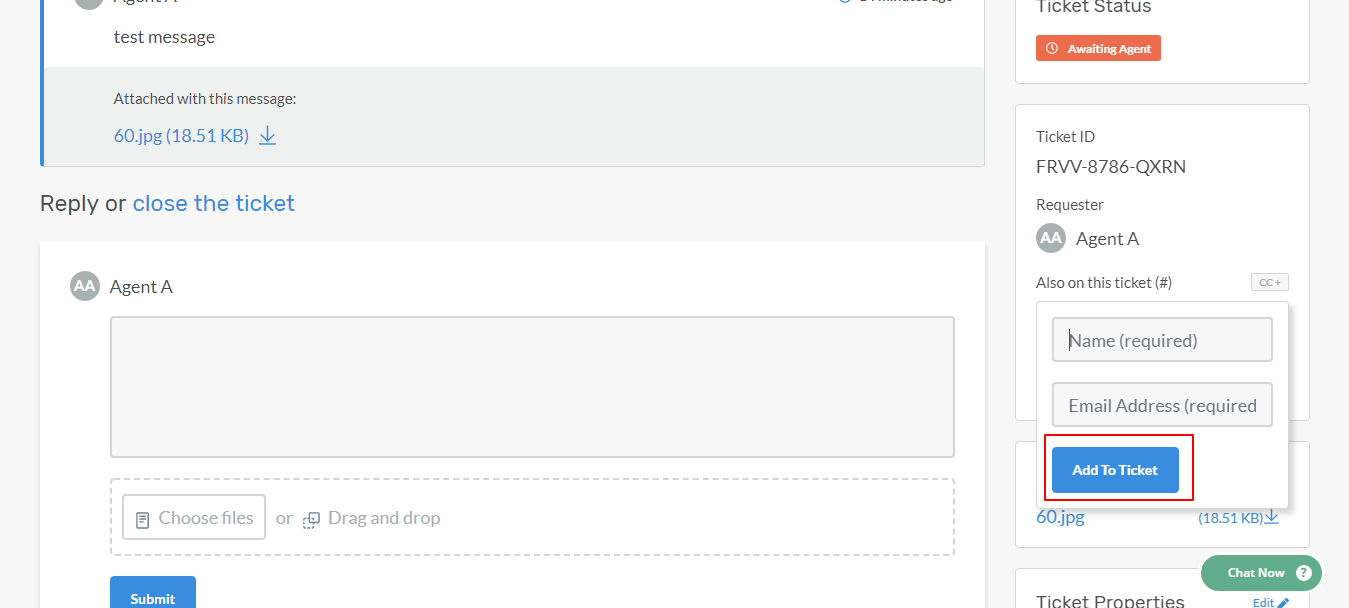 test message
Attached with this message:
60.jpg (18.51 KB)
Reply or close the ticket
AA Agent A
Choose files or Drag and drop
Submit
Ticket Status
Awaiting Agent
Ticket ID
FRVV-8786-QXRN
Requester
AA Agent A
Also on this ticket (#) CC +
Name (required)
Email Address (required
Add To Ticket
60.jpg (18.51 KB)
Chat Now ?
Ticket Properties Edit